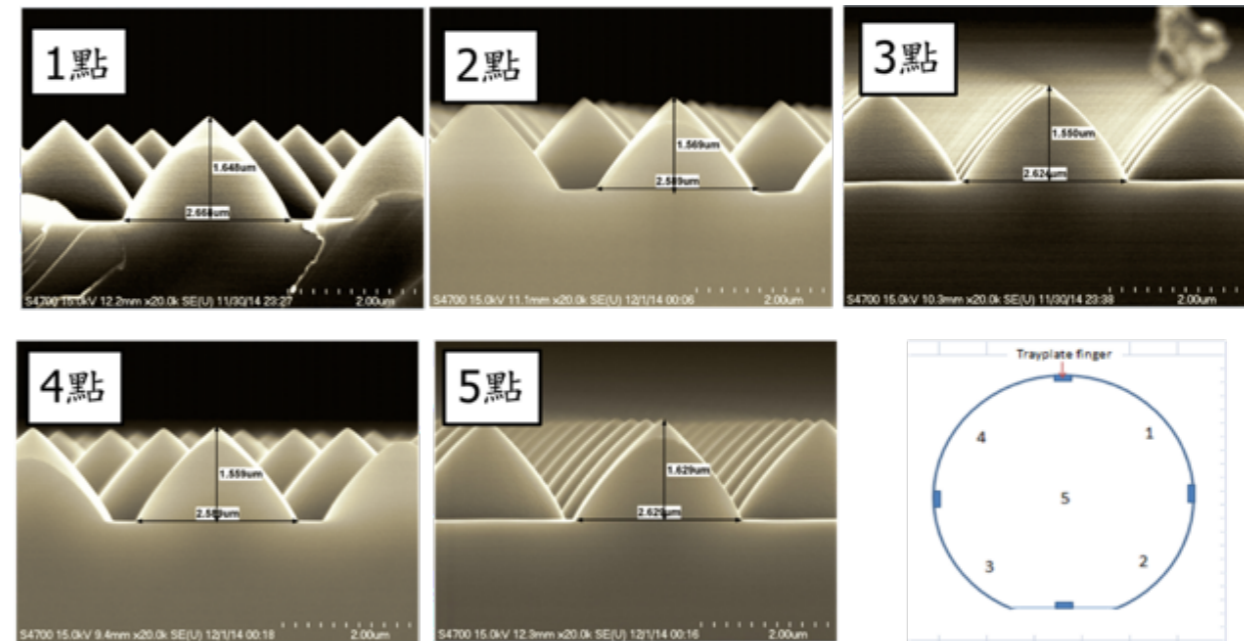 1點
1.648um
2.668um
S4700 15.0kV 12.2mm x20.0k SE(U) 11/30/14 23:27
2.00um
2點
1.569um
2.589um
S4700 15.0kV 11.1mm x20.0k SE(U) 12/1/14 00:06
2.00um
3點
1.550um
2.624um
S4700 15.0kV 10.3mm x20.0k SE(U) 11/30/14 23:38
2.00um
4點
1.559um
2.589um
S4700 15.0kV 9.4mm x20.0k SE(U) 12/1/14 00:18
2.00um
5點
1.629um
2.629um
S4700 15.0kV 12.3mm x20.0k SE(U) 12/1/14 00:16
2.00um
Trayplate finger
4
1
5
3
2